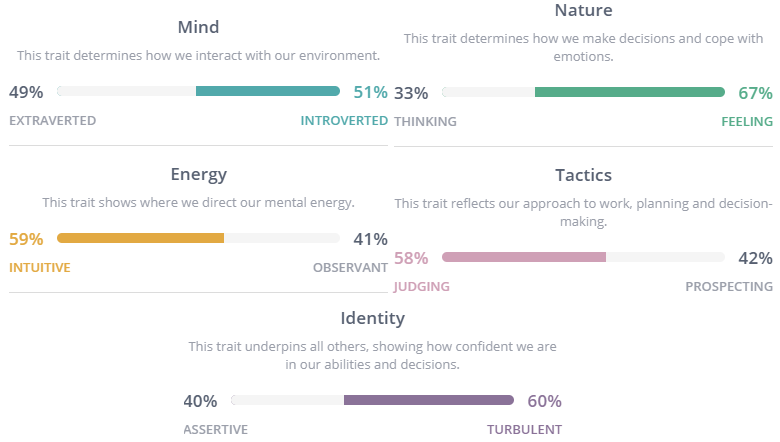 Mind
This trait determines how we interact with our environment.
49%
51%
EXTRAVERTED
INTROVERTED
Nature
This trait determines how we make decisions and cope with
emotions.
33%
67%
THINKING
FEELING
Energy
This trait shows where we direct our mental energy.
59%
41%
INTUITIVE
OBSERVANT
Tactics
This trait reflects our approach to work, planning and decision-
making.
58%
42%
JUDGING
PROSPECTING
Identity
This trait underpins all others, showing how confident we are
in our abilities and decisions.
40%
60%
ASSERTIVE
TURBULENT